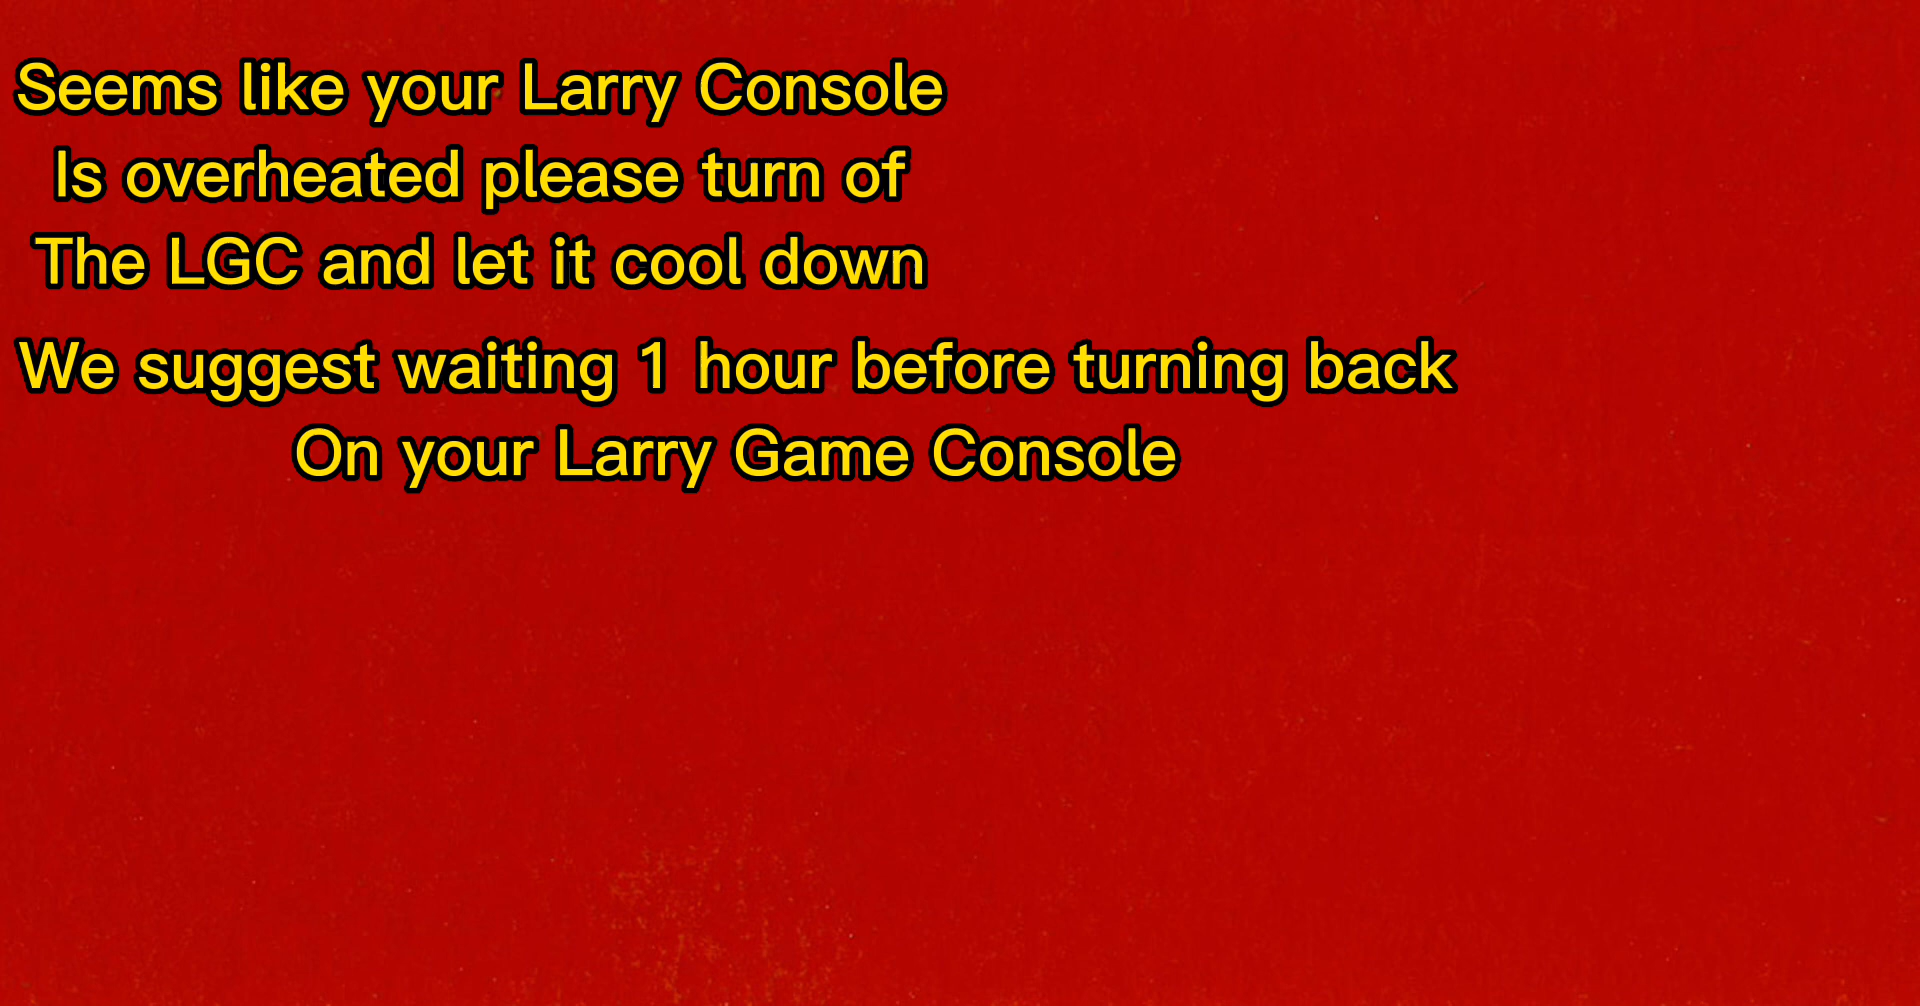 Seems like your Larry Console
Is overheated please turn of
The LGC and let it cool down
We suggest waiting 1 hour before turning back
On your Larry Game Console